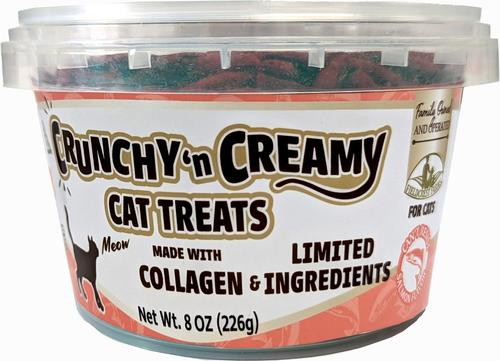 Family Owned
AND OPERATED
CRUNCHY 'n CREAMY
CAT TREATS
FOR CATS
Meow
MADE WITH
COLLAGEN &
LIMITED
INGREDIENTS
Net Wt. 8 OZ (226g)